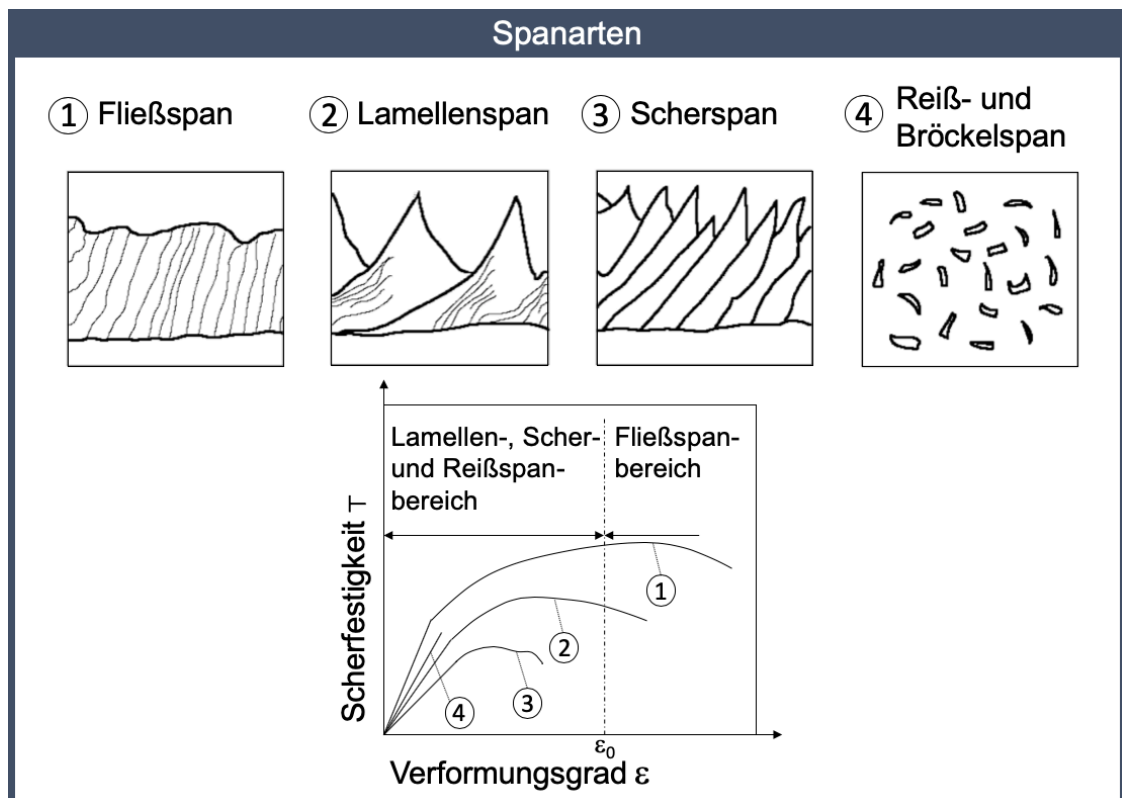 Spanarten
1 Fließspan
2 Lamellenspan
3 Scherspan
4 Reiß- und
Bröckelspan
Lamellen-, Scher-
und Reißspan-
bereich
Fließspan-
bereich
Scherfestigkeit τ
1
2
3
4
ε₀
Verformungsgrad ε